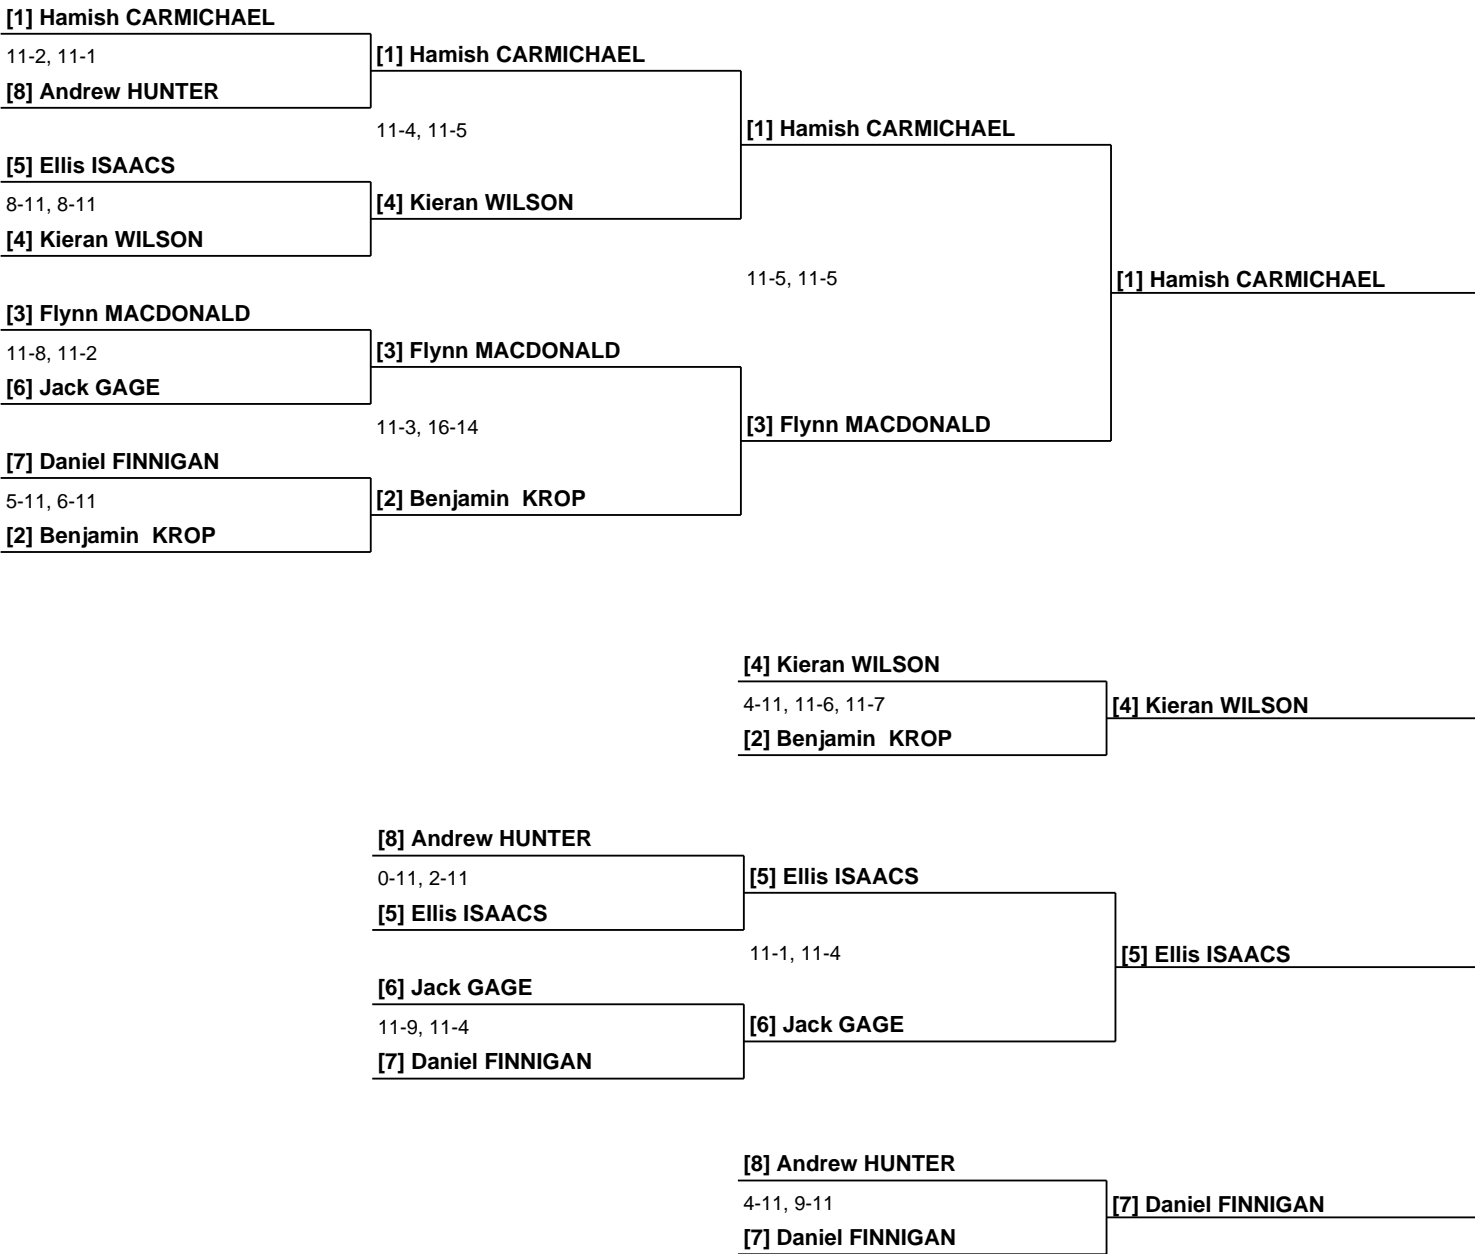 [1] Hamish CARMICHAEL
11-2, 11-1
[1] Hamish CARMICHAEL
[8] Andrew HUNTER
11-4, 11-5
[1] Hamish CARMICHAEL
[5] Ellis ISAACS
8-11, 8-11
[4] Kieran WILSON
[4] Kieran WILSON
11-5, 11-5
[1] Hamish CARMICHAEL
[3] Flynn MACDONALD
11-8, 11-2
[3] Flynn MACDONALD
[6] Jack GAGE
11-3, 16-14
[3] Flynn MACDONALD
[7] Daniel FINNIGAN
5-11, 6-11
[2] Benjamin  KROP
[2] Benjamin  KROP
[4] Kieran WILSON
4-11, 11-6, 11-7
[4] Kieran WILSON
[2] Benjamin  KROP
[8] Andrew HUNTER
0-11, 2-11
[5] Ellis ISAACS
[5] Ellis ISAACS
11-1, 11-4
[5] Ellis ISAACS
[6] Jack GAGE
11-9, 11-4
[6] Jack GAGE
[7] Daniel FINNIGAN
[8] Andrew HUNTER
4-11, 9-11
[7] Daniel FINNIGAN
[7] Daniel FINNIGAN